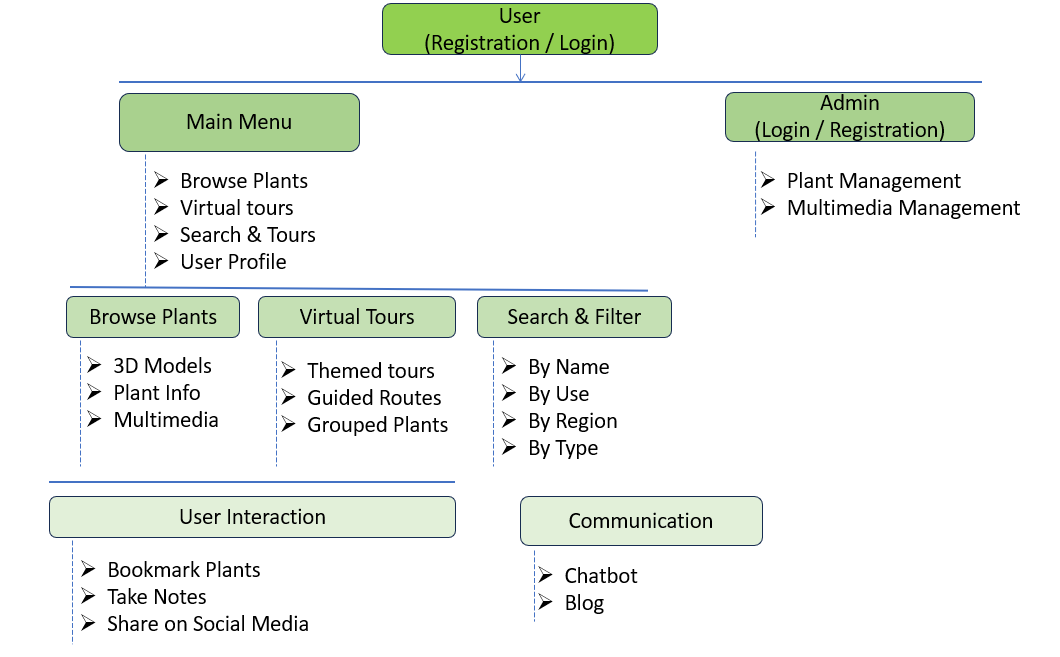 User
(Registration / Login)
Main Menu
Admin
(Login / Registration)
Browse Plants
Virtual tours
Search & Tours
User Profile
Plant Management
Multimedia Management
Browse Plants
3D Models
Plant Info
Multimedia
Virtual Tours
Themed tours
Guided Routes
Grouped Plants
Search & Filter
By Name
By Use
By Region
By Type
User Interaction
Bookmark Plants
Take Notes
Share on Social Media
Communication
Chatbot
Blog